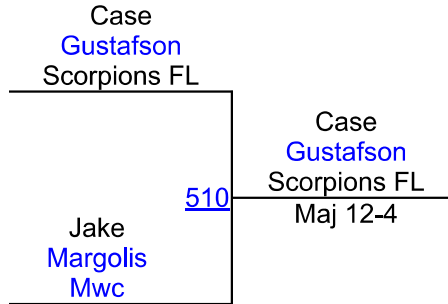 Case
Gustafson
Scorpions FL
Case
Gustafson
Scorpions FL
510
Maj 12-4
Jake
Margolis
Mwc